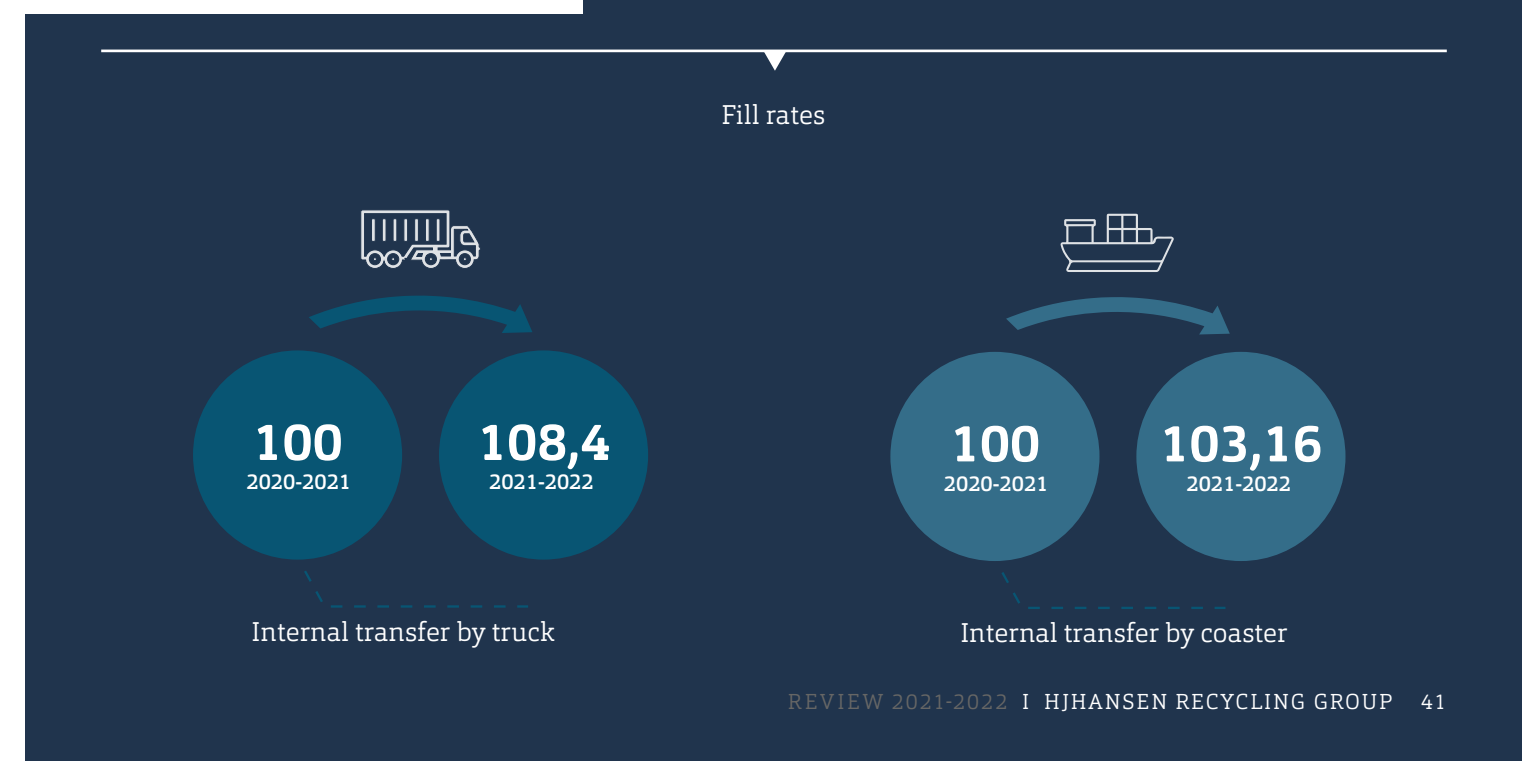 Fill rates
100
2020-2021
108,4
2021-2022
Internal transfer by truck
100
2020-2021
103,16
2021-2022
Internal transfer by coaster
REVIEW 2021-2022 I HJHANSEN RECYCLING GROUP 41